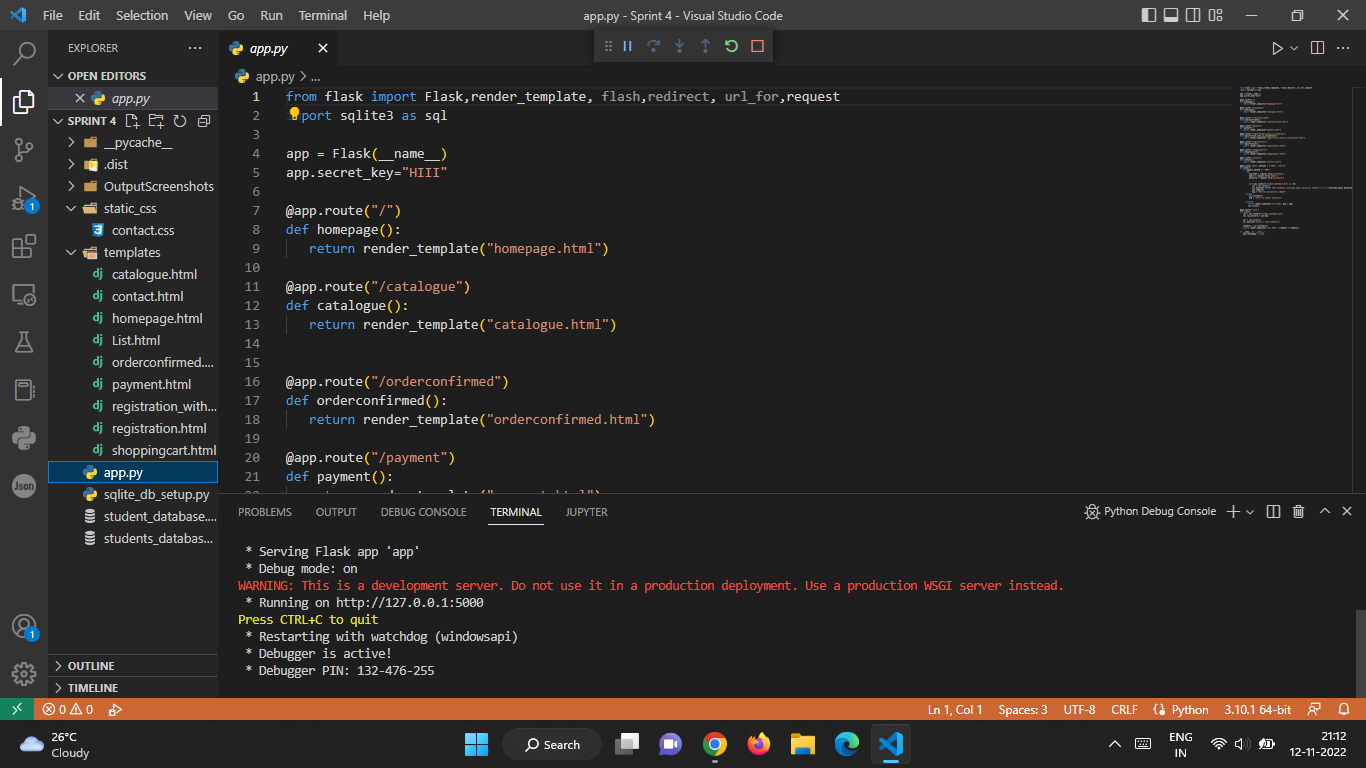 File Edit Selection View Go Run Terminal Help
app.py - Sprint 4 - Visual Studio Code
EXPLORER
OPEN EDITORS
app.py
SPRINT 4
__pycache__
.dist
OutputScreenshots
static_css
contact.css
templates
catalogue.html
contact.html
homepage.html
List.html
orderconfirmed....
payment.html
registration_with...
registration.html
shoppingcart.html
app.py
sqlite_db_setup.py
student_database....
students_databas...
OUTLINE
TIMELINE
app.py
app.py > ...
1 from flask import Flask,render_template, flash,redirect, url_for,request
2 port sqlite3 as sql
3
4 app = Flask(__name__)
5 app.secret_key="HIII"
6
7 @app.route("/")
8 def homepage():
9 return render_template("homepage.html")
10
11 @app.route("/catalogue")
12 def catalogue():
13 return render_template("catalogue.html")
14
15
16 @app.route("/orderconfirmed")
17 def orderconfirmed():
18 return render_template("orderconfirmed.html")
19
20 @app.route("/payment")
21 def payment():
PROBLEMS OUTPUT DEBUG CONSOLE TERMINAL JUPYTER
Python Debug Console
* Serving Flask app 'app'
* Debug mode: on
WARNING: This is a development server. Do not use it in a production deployment. Use a production WSGI server instead.
* Running on http://127.0.0.1:5000
Press CTRL+C to quit
* Restarting with watchdog (windowsapi)
* Debugger is active!
* Debugger PIN: 132-476-255
1
Json
1
0 0
Ln 1, Col 1 Spaces: 3 UTF-8 CRLF Python 3.10.1 64-bit
26°C
Cloudy
Search
ENG
IN
21:12
12-11-2022